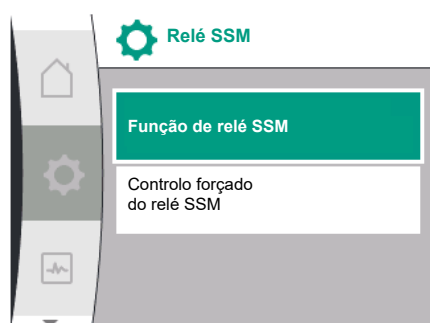 Relé SSM
Função de relé SSM
Controlo forçado
do relé SSM